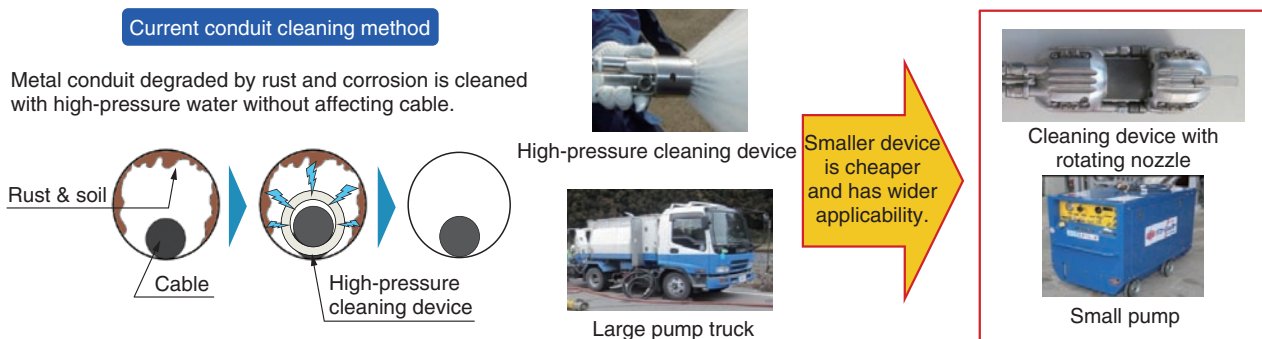 Current conduit cleaning method
Metal conduit degraded by rust and corrosion is cleaned
with high-pressure water without affecting cable.
Rust & soil
Cable
High-pressure
cleaning device
High-pressure cleaning device
Large pump truck
Smaller device
is cheaper
and has wider
applicability.
Cleaning device with
rotating nozzle
Small pump